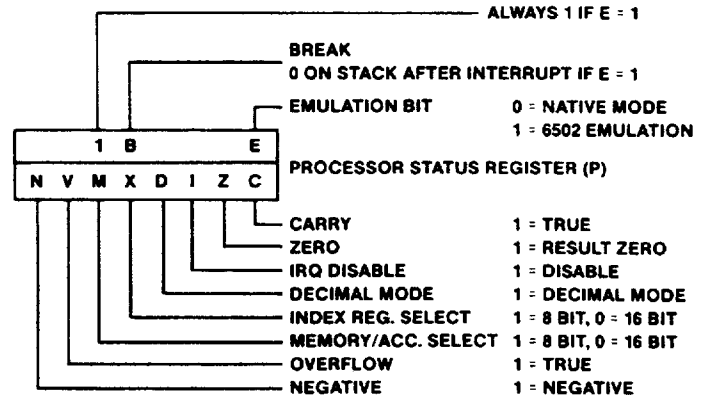 ALWAYS 1 IF E = 1
BREAK
0 ON STACK AFTER INTERRUPT IF E = 1
EMULATION BIT 0 = NATIVE MODE
1 = 6502 EMULATION
1 B E
PROCESSOR STATUS REGISTER (P)
N V M X D I Z C
CARRY 1 = TRUE
ZERO 1 = RESULT ZERO
IRQ DISABLE 1 = DISABLE
DECIMAL MODE 1 = DECIMAL MODE
INDEX REG. SELECT 1 = 8 BIT, 0 = 16 BIT
MEMORY/ACC. SELECT 1 = 8 BIT, 0 = 16 BIT
OVERFLOW 1 = TRUE
NEGATIVE 1 = NEGATIVE